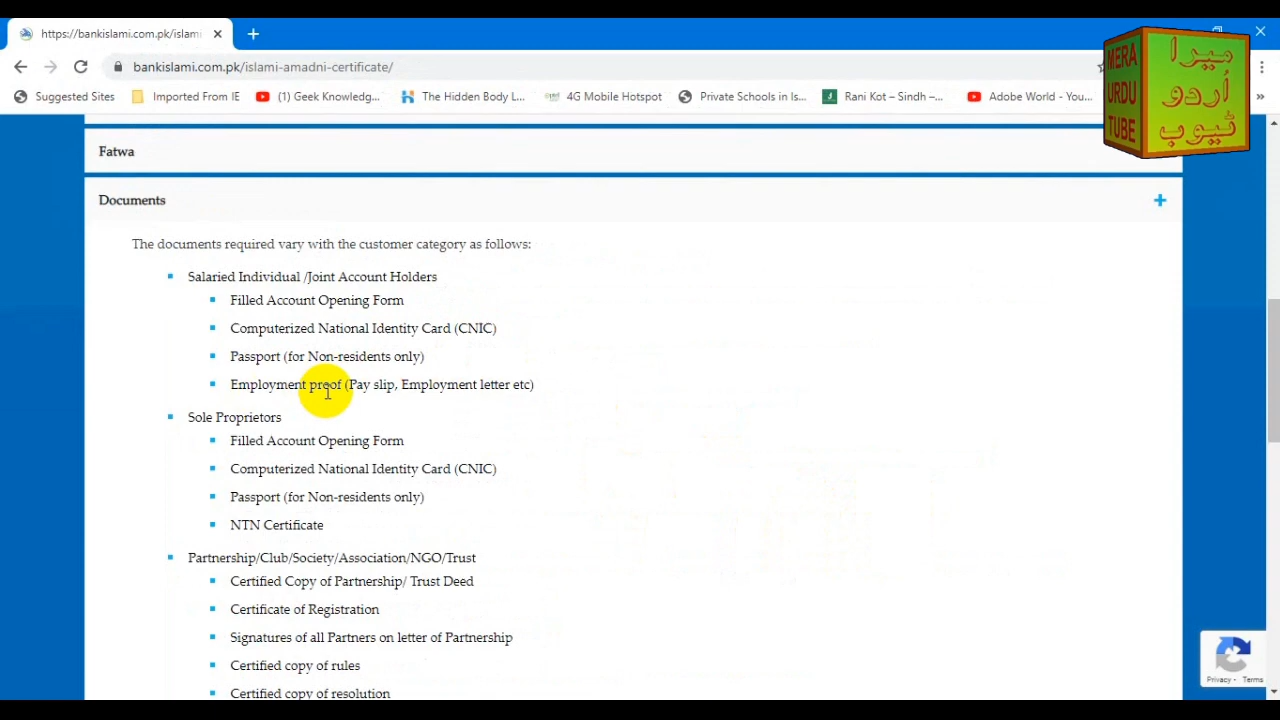 https://bankislami.com.pk/islami
bankislami.com.pk/islami-amadni-certificate/
Suggested Sites
Imported From IE
(1) Geek Knowledg...
The Hidden Body L...
4G Mobile Hotspot
Private Schools in Is...
Rani Kot – Sindh –...
Adobe World - You...
MERA
URDU
TUBE
میرا
اُردو
ٹیوب
Fatwa
Documents
The documents required vary with the customer category as follows:
Salaried Individual /Joint Account Holders
Filled Account Opening Form
Computerized National Identity Card (CNIC)
Passport (for Non-residents only)
Employment proof (Pay slip, Employment letter etc)
Sole Proprietors
Filled Account Opening Form
Computerized National Identity Card (CNIC)
Passport (for Non-residents only)
NTN Certificate
Partnership/Club/Society/Association/NGO/Trust
Certified Copy of Partnership/ Trust Deed
Certificate of Registration
Signatures of all Partners on letter of Partnership
Certified copy of rules
Certified copy of resolution
Privacy - Terms